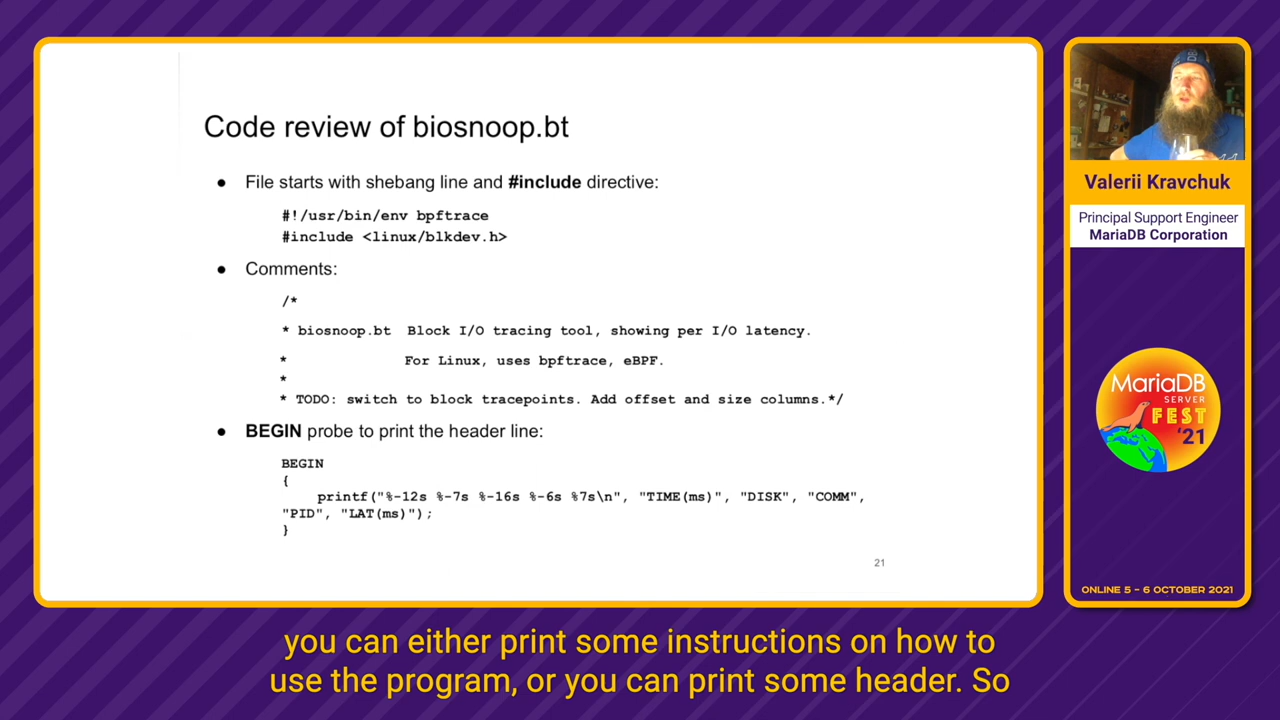 Code review of biosnoop.bt
● File starts with shebang line and #include directive:
#!/usr/bin/env bpftrace
#include <linux/blkdev.h>
● Comments:
/*
* biosnoop.bt Block I/O tracing tool, showing per I/O latency.
* For Linux, uses bpftrace, eBPF.
*
* TODO: switch to block tracepoints. Add offset and size columns.*/
● BEGIN probe to print the header line:
BEGIN
{
printf("%-12s %-7s %-16s %-6s %7s\n", "TIME(ms)", "DISK", "COMM",
"PID", "LAT(ms)");
}
21
Valerii Kravchuk
Principal Support Engineer
MariaDB Corporation
MariaDB
SERVER
FEST
'21
ONLINE 5 - 6 OCTOBER 2021
you can either print some instructions on how to
use the program, or you can print some header. So